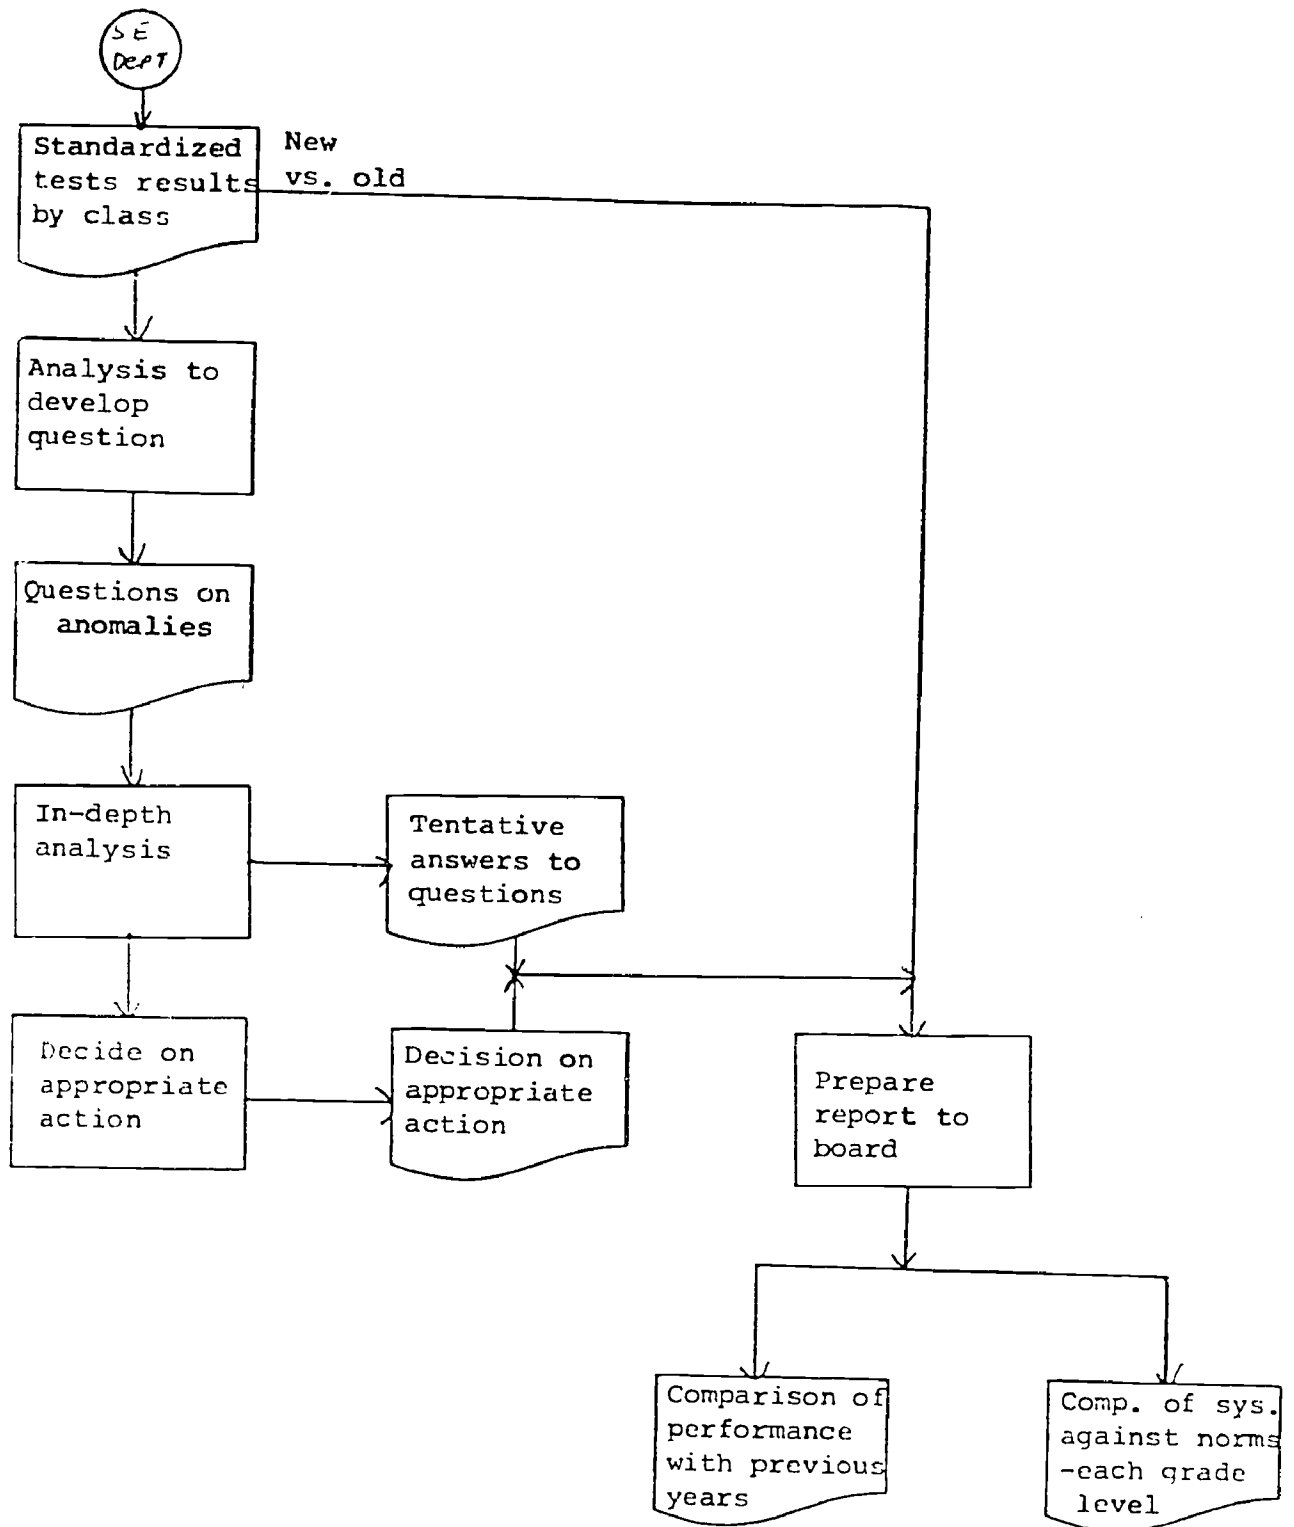 SE
DEPT
Standardized
tests results
by class
New
vs. old
Analysis to
develop
question
Questions on
anomalies
In-depth
analysis
Tentative
answers to
questions
Decide on
appropriate
action
Decision on
appropriate
action
Prepare
report to
board
Comparison of
performance
with previous
years
Comp. of sys.
against norms
-each grade
level